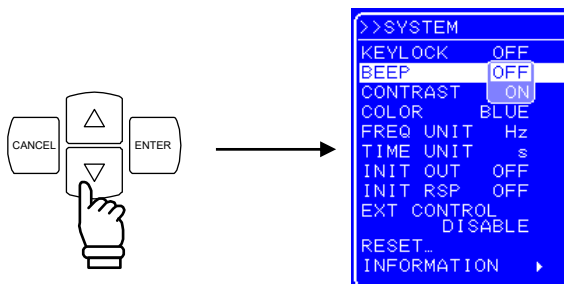 CANCEL
△
▽
ENTER
>>SYSTEM
KEYLOCK OFF
BEEP OFF
ON
CONTRAST
COLOR BLUE
FREQ UNIT Hz
TIME UNIT s
INIT OUT OFF
INIT RSP OFF
EXT CONTROL
DISABLE
RESET…
INFORMATION ▶